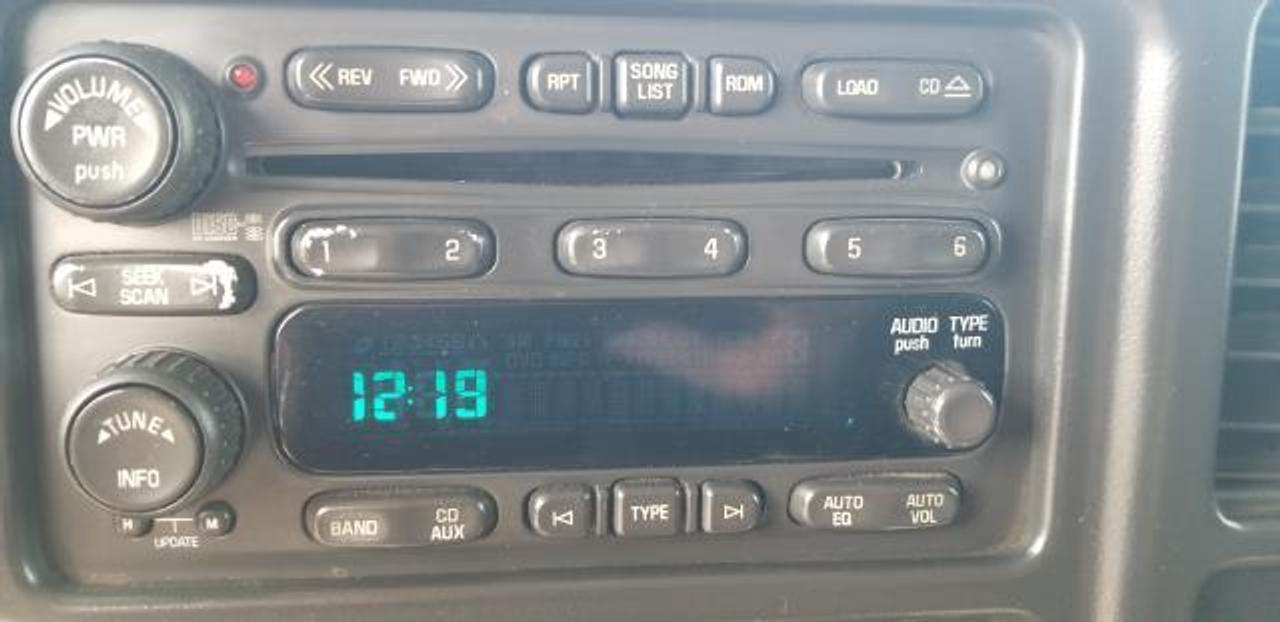 VOLUME
PWR
push
REV FWD
RPT
SONG
LIST
RDM
LOAD CD
DISC
1 2
3 4
5 6
SEEK
SCAN
12:19
AUDIO TYPE
push turn
TUNE
INFO
H M
UPDATE
BAND
CD
AUX
TYPE
AUTO
EQ
AUTO
VOL